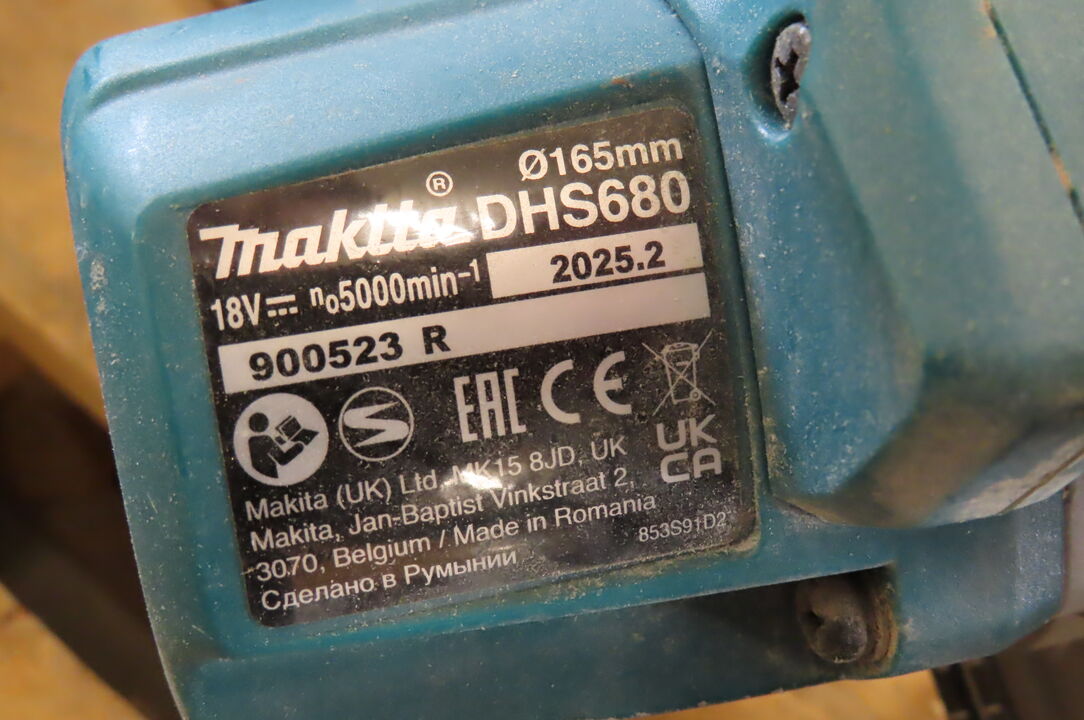 Ø165mm
makita® DHS680
18V⎓ n₀5000min⁻¹ 2025.2
900523 R
EAC CE
UK
CA
Makita (UK) Ltd. MK15 8JD, UK
Makita, Jan-Baptist Vinkstraat 2,
3070, Belgium / Made in Romania
853S91D2
Сделано в Румынии